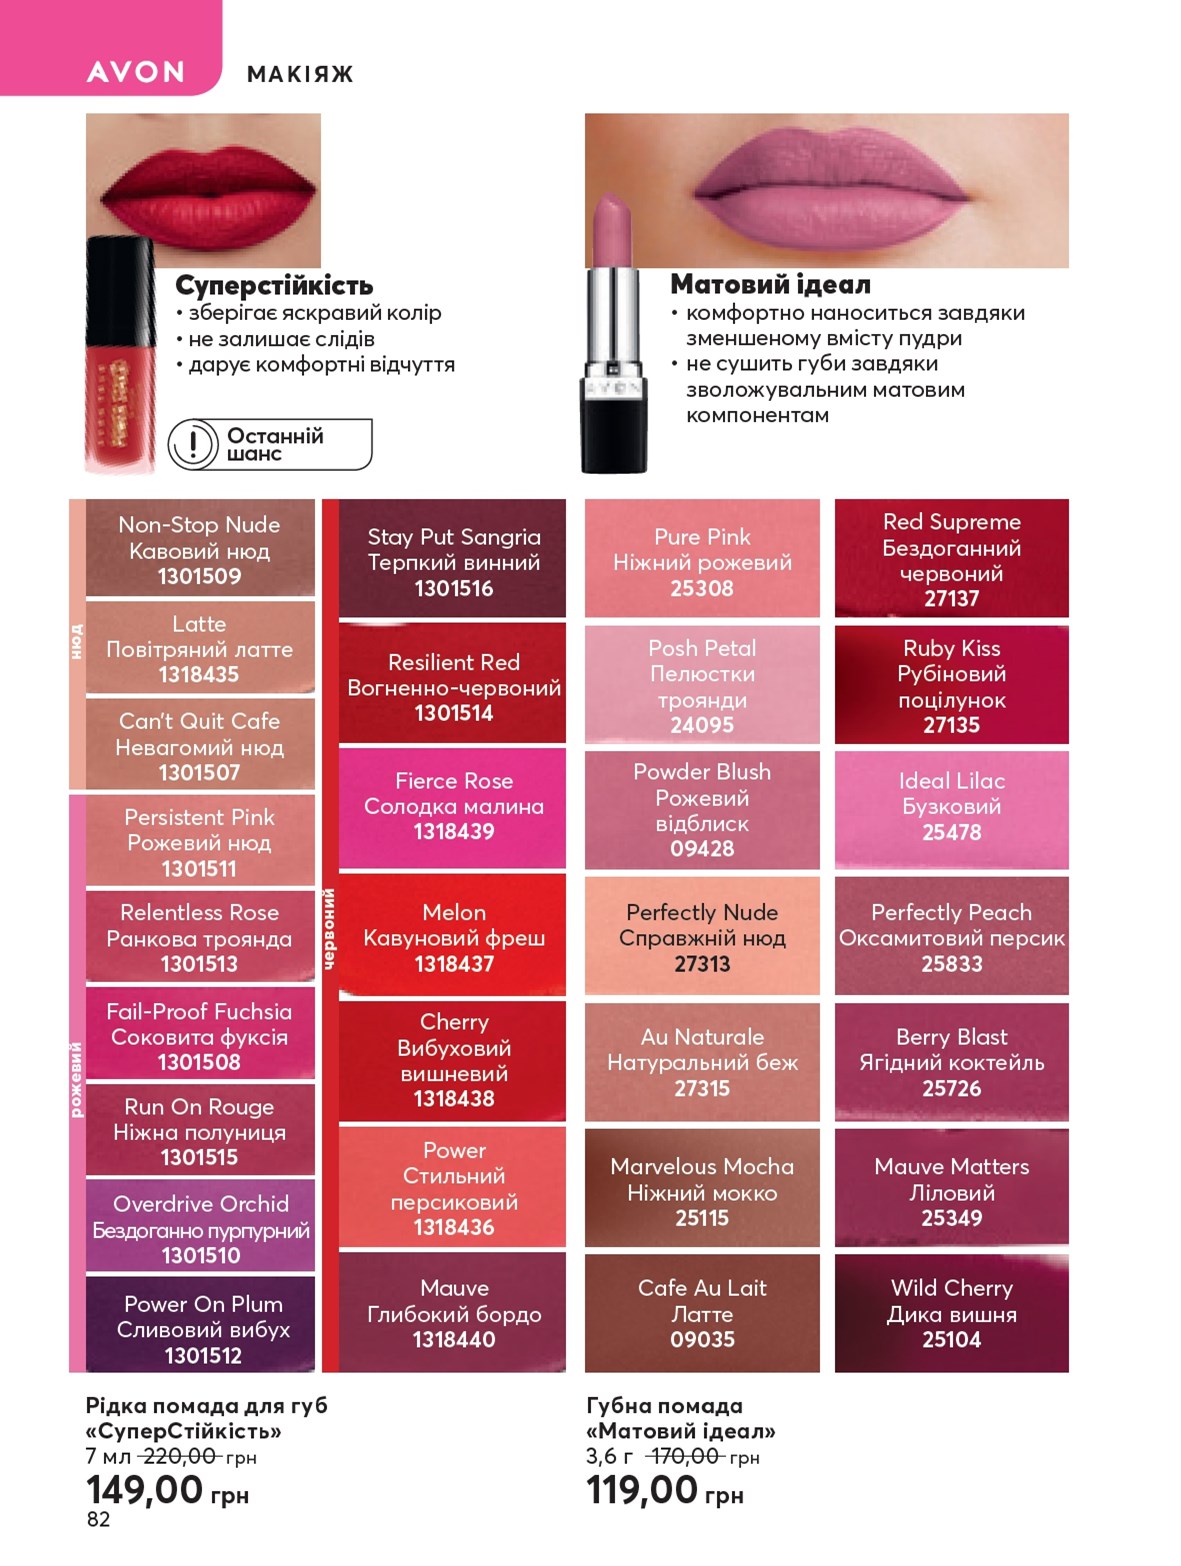 AVON
МАКІЯЖ
Суперстійкість
• зберігає яскравий колір
• не залишає слідів
• дарує комфортні відчуття
!
Останній
шанс
Матовий ідеал
• комфортно наноситься завдяки
зменшеному вмісту пудри
• не сушить губи завдяки
зволожувальним матовим
компонентам
AVON
нюд
Non-Stop Nude
Кавовий нюд
1301509
Latte
Повітряний латте
1318435
Can't Quit Cafe
Невагомий нюд
1301507
рожевий
Persistent Pink
Рожевий нюд
1301511
Relentless Rose
Ранкова троянда
1301513
Fail-Proof Fuchsia
Соковита фуксія
1301508
Run On Rouge
Ніжна полуниця
1301515
Overdrive Orchid
Бездоганно пурпурний
1301510
Power On Plum
Сливовий вибух
1301512
червоний
Stay Put Sangria
Терпкий винний
1301516
Resilient Red
Вогненно-червоний
1301514
Fierce Rose
Солодка малина
1318439
Melon
Кавуновий фреш
1318437
Cherry
Вибуховий
вишневий
1318438
Power
Стильний
персиковий
1318436
Mauve
Глибокий бордо
1318440
Pure Pink
Ніжний рожевий
25308
Posh Petal
Пелюстки
троянди
24095
Powder Blush
Рожевий
відблиск
09428
Perfectly Nude
Справжній нюд
27313
Au Naturale
Натуральний беж
27315
Marvelous Mocha
Ніжний мокко
25115
Cafe Au Lait
Латте
09035
Red Supreme
Бездоганний
червоний
27137
Ruby Kiss
Рубіновий
поцілунок
27135
Ideal Lilac
Бузковий
25478
Perfectly Peach
Оксамитовий персик
25833
Berry Blast
Ягідний коктейль
25726
Mauve Matters
Ліловий
25349
Wild Cherry
Дика вишня
25104
Рідка помада для губ
«СуперСтійкість»
7 мл 220,00 грн
149,00 грн
Губна помада
«Матовий ідеал»
3,6 г 170,00 грн
119,00 грн
82